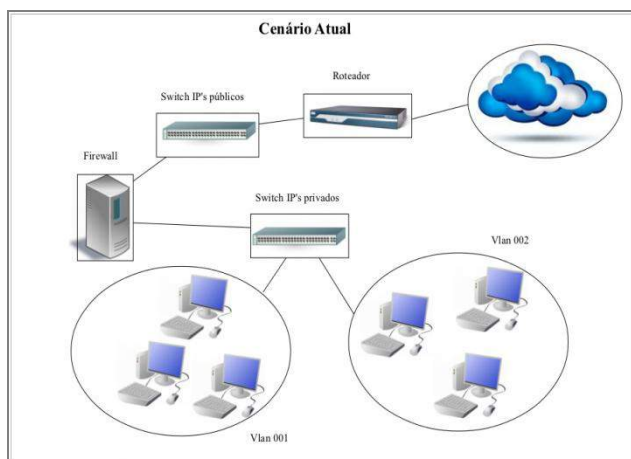 Cenário Atual
Roteador
Switch IP's públicos
Firewall
Switch IP's privados
Vlan 002
Vlan 001